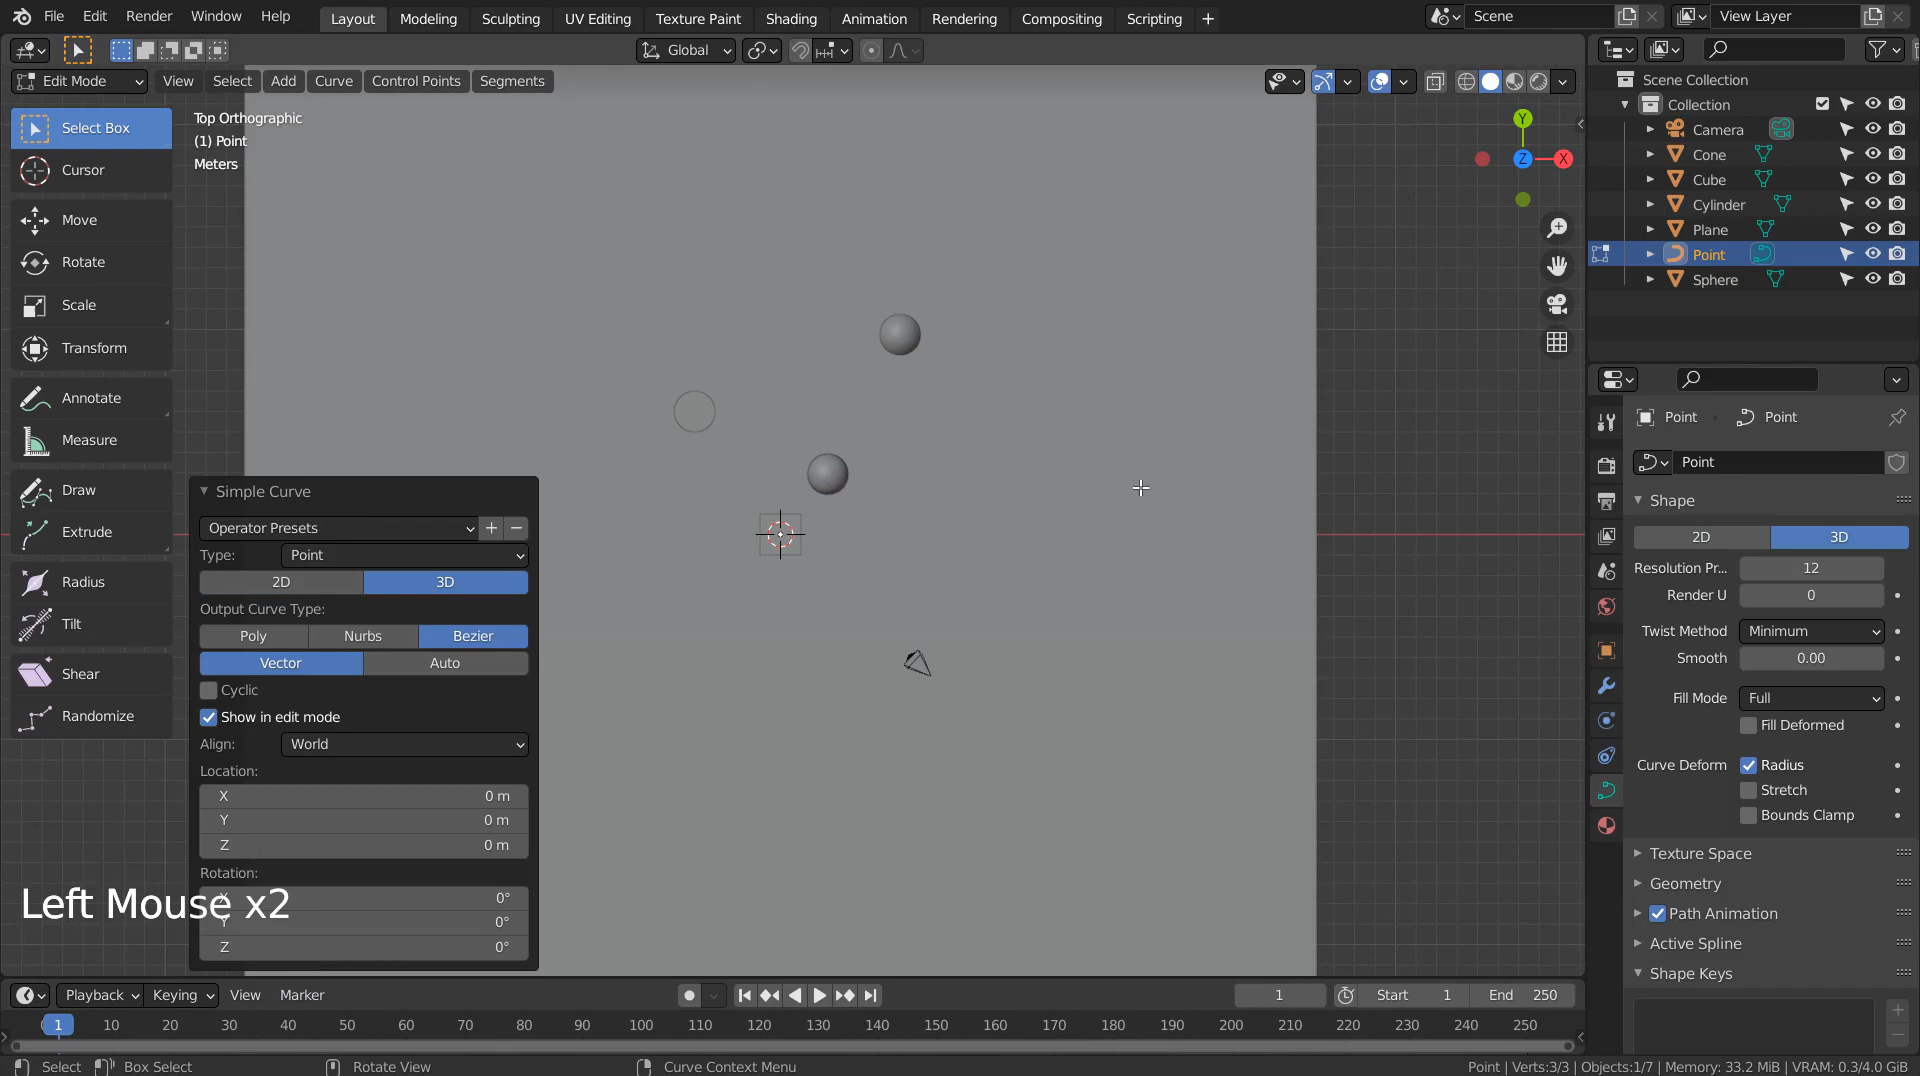 File Edit Render Window Help Layout Modeling Sculpting UV Editing Texture Paint Shading Animation Rendering Compositing Scripting + Scene View Layer
Global
Edit Mode View Select Add Curve Control Points Segments
Scene Collection
Collection
Camera
Cone
Cube
Cylinder
Plane
Point
Sphere
Select Box
Cursor
Move
Rotate
Scale
Transform
Annotate
Measure
Draw
Extrude
Radius
Tilt
Shear
Randomize
Top Orthographic
(1) Point
Meters
Y
Z X
Simple Curve
Operator Presets
Type: Point
2D 3D
Output Curve Type:
Poly Nurbs Bezier
Vector Auto
Cyclic
Show in edit mode
Align: World
Location:
X 0 m
Y 0 m
Z 0 m
Rotation:
X 0°
Y 0°
Z 0°
Left Mouse x2
Point Point
Point
Shape
2D 3D
Resolution Pr... 12
Render U 0
Twist Method Minimum
Smooth 0.00
Fill Mode Full
Fill Deformed
Curve Deform Radius
Stretch
Bounds Clamp
Texture Space
Geometry
Path Animation
Active Spline
Shape Keys
Playback Keying View Marker 1 Start 1 End 250
1 10 20 30 40 50 60 70 80 90 100 110 120 130 140 150 160 170 180 190 200 210 220 230 240 250
Select Box Select Rotate View Curve Context Menu Point | Verts:3/3 | Objects:1/7 | Memory: 33.2 MiB | VRAM: 0.3/4.0 GiB